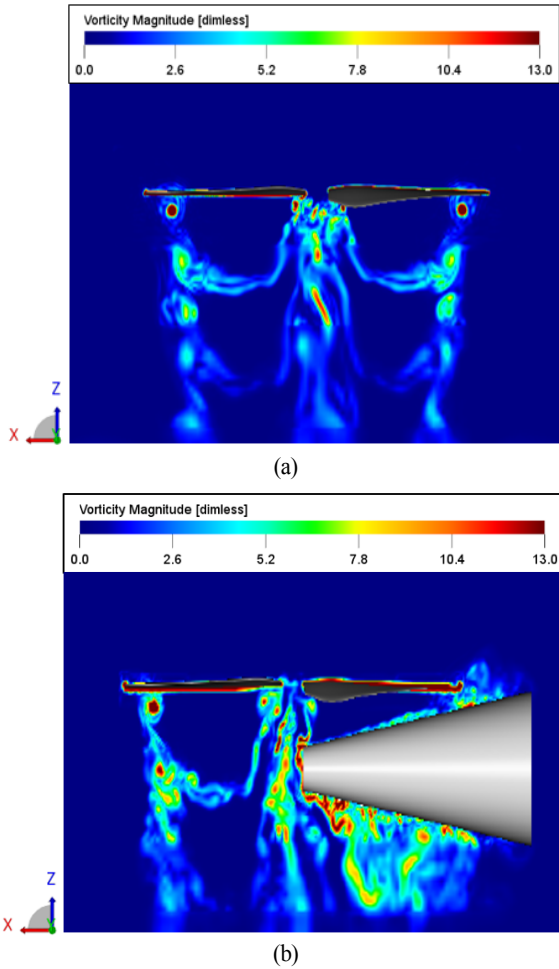 Vorticity Magnitude [dimless]
0.0 2.6 5.2 7.8 10.4 13.0
Z
X
(a)
Vorticity Magnitude [dimless]
0.0 2.6 5.2 7.8 10.4 13.0
Z
X
(b)